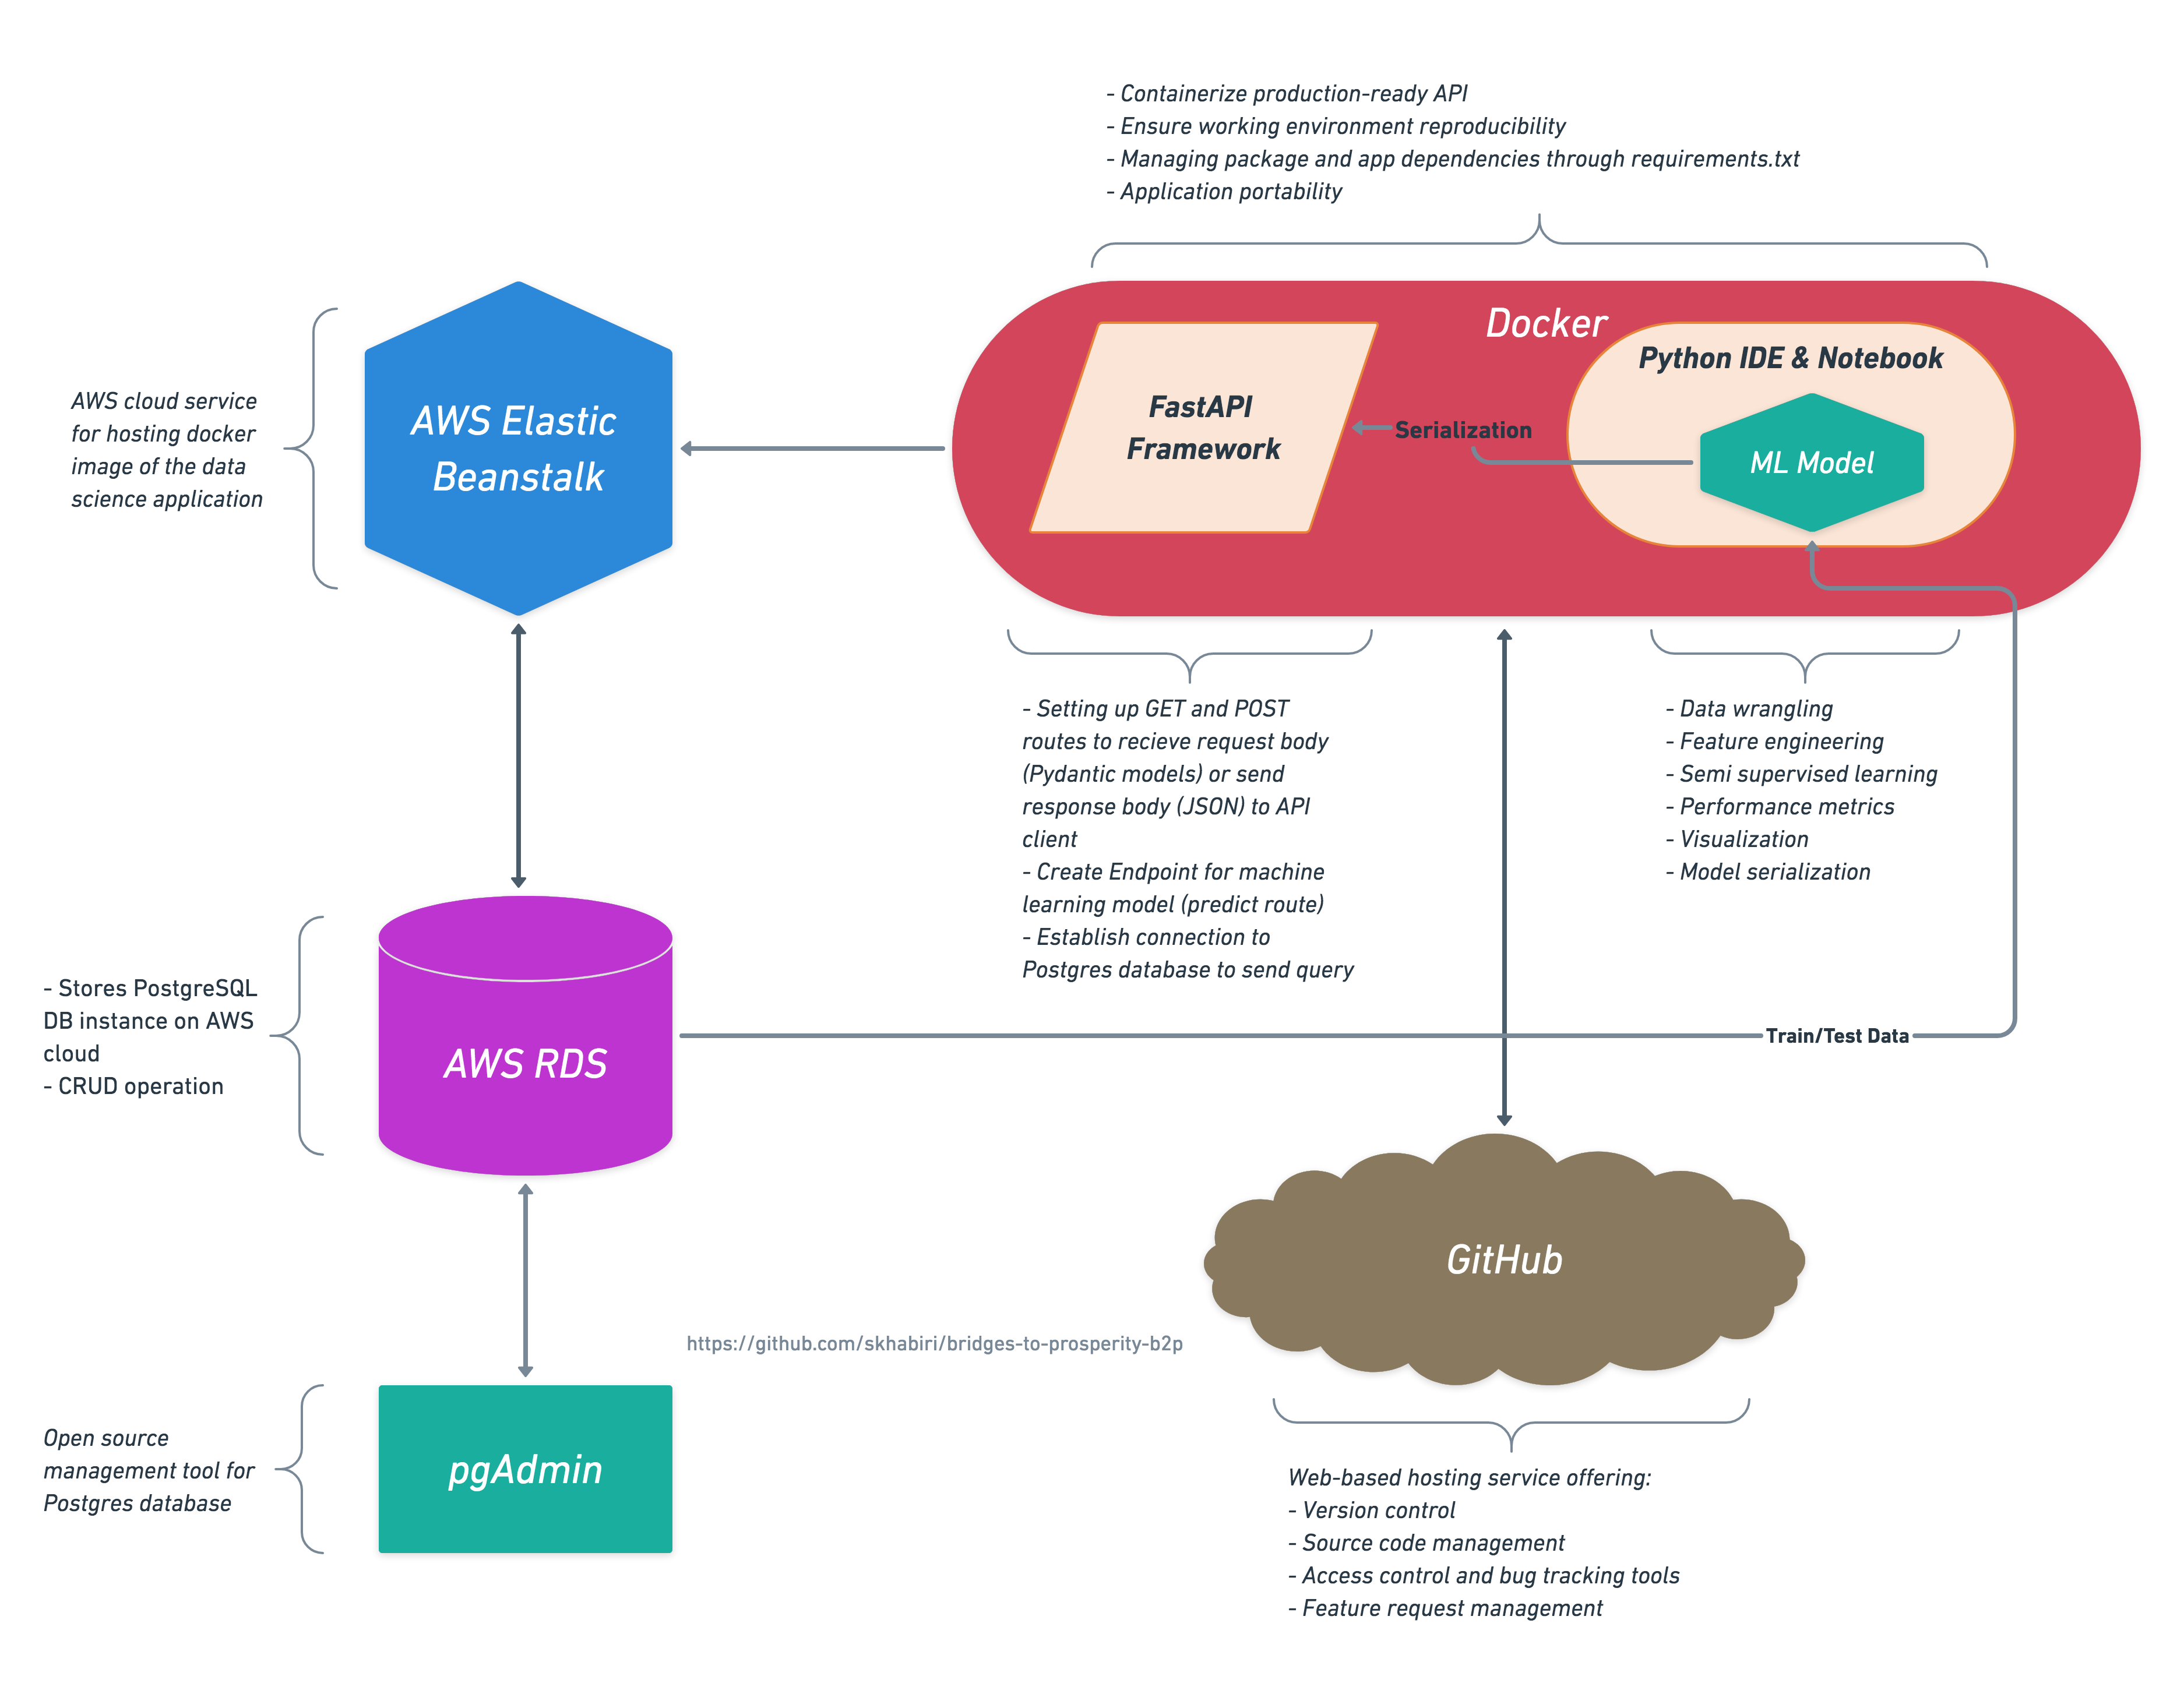 - Containerize production-ready API
- Ensure working environment reproducibility
- Managing package and app dependencies through requirements.txt
- Application portability
Docker
Python IDE & Notebook
FastAPI
Framework
Serialization
ML Model
AWS Elastic
Beanstalk
AWS cloud service
for hosting docker
image of the data
science application
- Setting up GET and POST
routes to recieve request body
(Pydantic models) or send
response body (JSON) to API
client
- Create Endpoint for machine
learning model (predict route)
- Establish connection to
Postgres database to send query
- Data wrangling
- Feature engineering
- Semi supervised learning
- Performance metrics
- Visualization
- Model serialization
- Stores PostgreSQL
DB instance on AWS
cloud
- CRUD operation
AWS RDS
Train/Test Data
GitHub
https://github.com/skhabiri/bridges-to-prosperity-b2p
Open source
management tool for
Postgres database
pgAdmin
Web-based hosting service offering:
- Version control
- Source code management
- Access control and bug tracking tools
- Feature request management